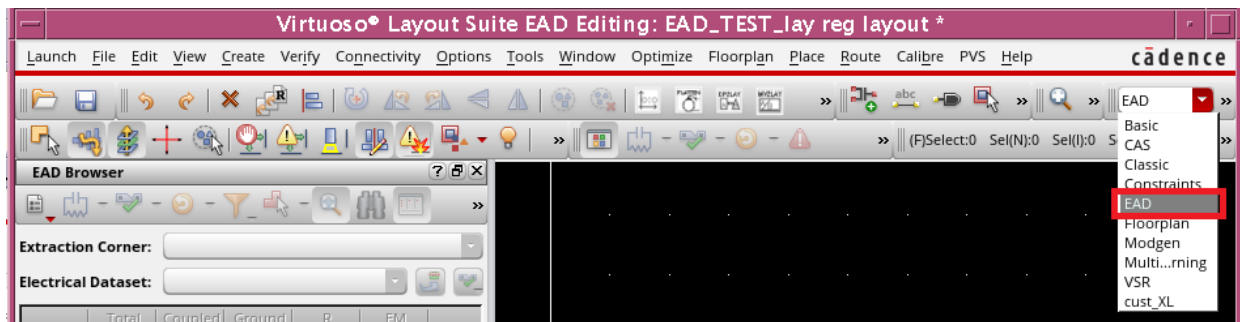 Virtuoso® Layout Suite EAD Editing: EAD_TEST_lay reg layout *
Launch File Edit View Create Verify Connectivity Options Tools Window Optimize Floorplan Place Route Calibre PVS Help cādence
abc EAD
(F)Select:0 Sel(N):0 Sel(I):0 S
Basic
CAS
Classic
Constraints
EAD
Floorplan
Modgen
Multi...rning
VSR
cust_XL
EAD Browser
Extraction Corner:
Electrical Dataset:
Total Coupled Ground R EM